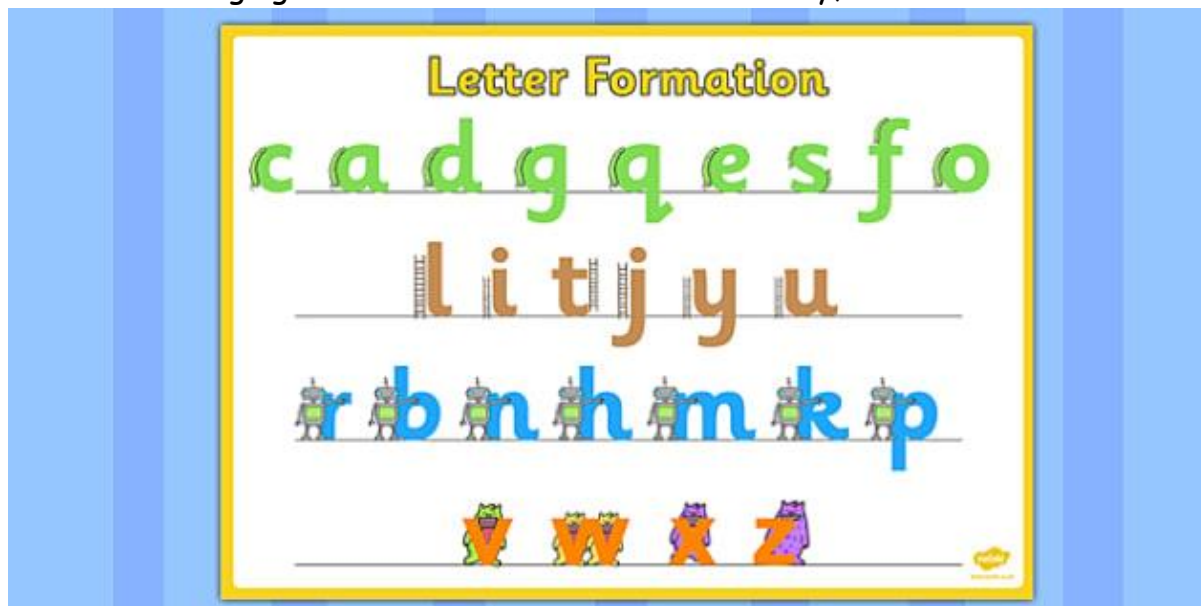 Letter Formation
c a d g q e s f o
l i t j y u
r b n h m k p
v w x z